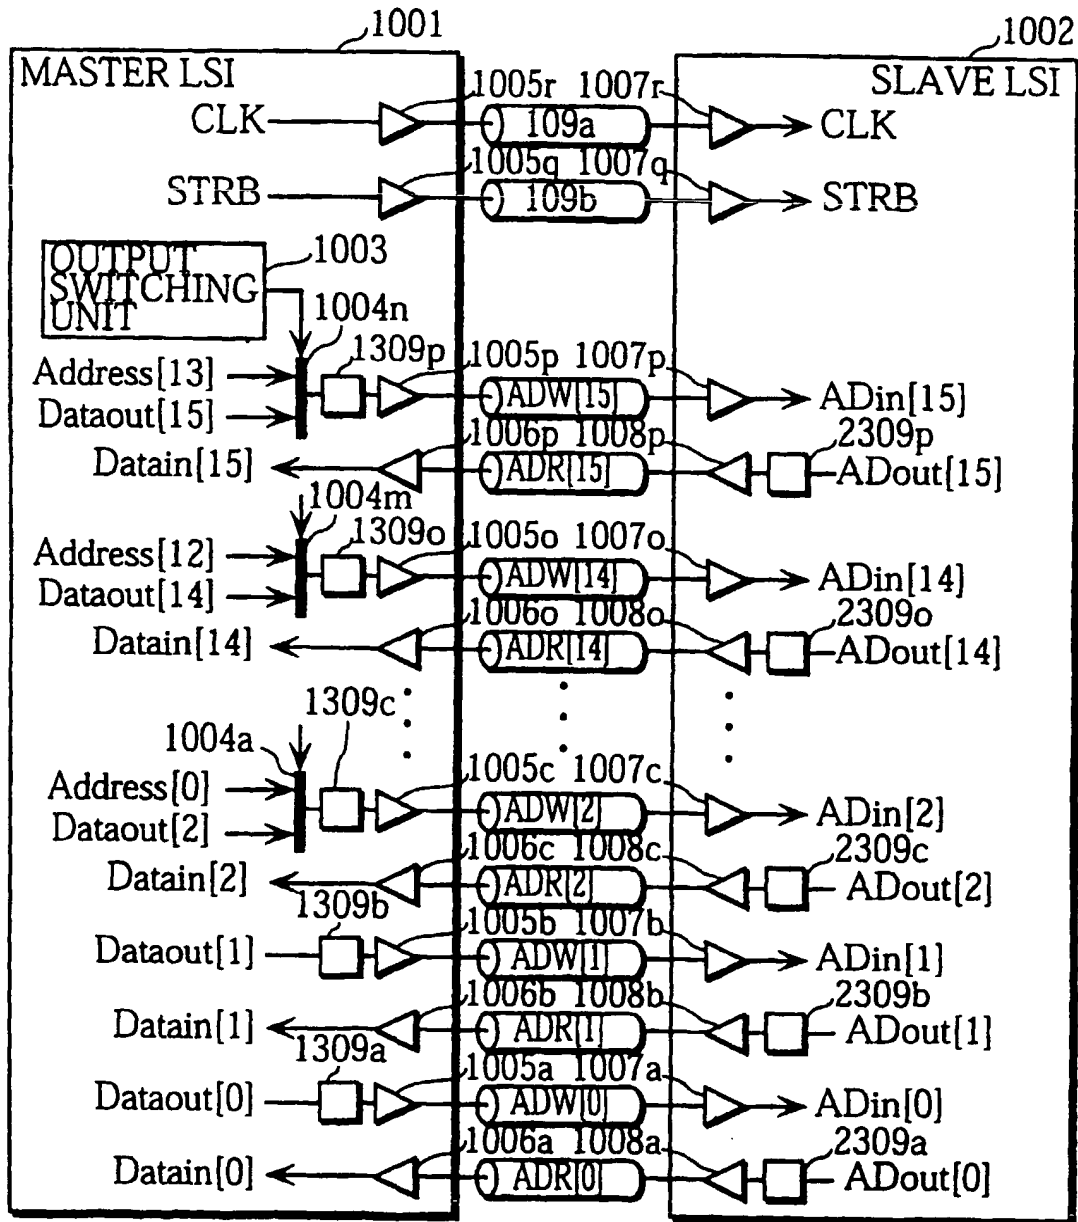 1001
1002
MASTER LSI
SLAVE LSI
1005r 1007r
CLK
109a
CLK
1005q 1007q
STRB
109b
STRB
OUTPUT
SWITCHING
UNIT
1003
1004n
1309p
1005p 1007p
Address[13]
ADW[15]
ADin[15]
Dataout[15]
1006p 1008p
2309p
Datain[15]
ADR[15]
ADout[15]
1004m
1309o
1005o 1007o
Address[12]
ADW[14]
ADin[14]
Dataout[14]
1006o 1008o
2309o
Datain[14]
ADR[14]
ADout[14]
1309c
1004a
1005c 1007c
Address[0]
ADW[2]
ADin[2]
Dataout[2]
1006c 1008c
2309c
Datain[2]
ADR[2]
ADout[2]
1309b
1005b 1007b
Dataout[1]
ADW[1]
ADin[1]
1006b 1008b
2309b
Datain[1]
ADR[1]
ADout[1]
1309a
1005a 1007a
Dataout[0]
ADW[0]
ADin[0]
1006a 1008a
2309a
Datain[0]
ADR[0]
ADout[0]